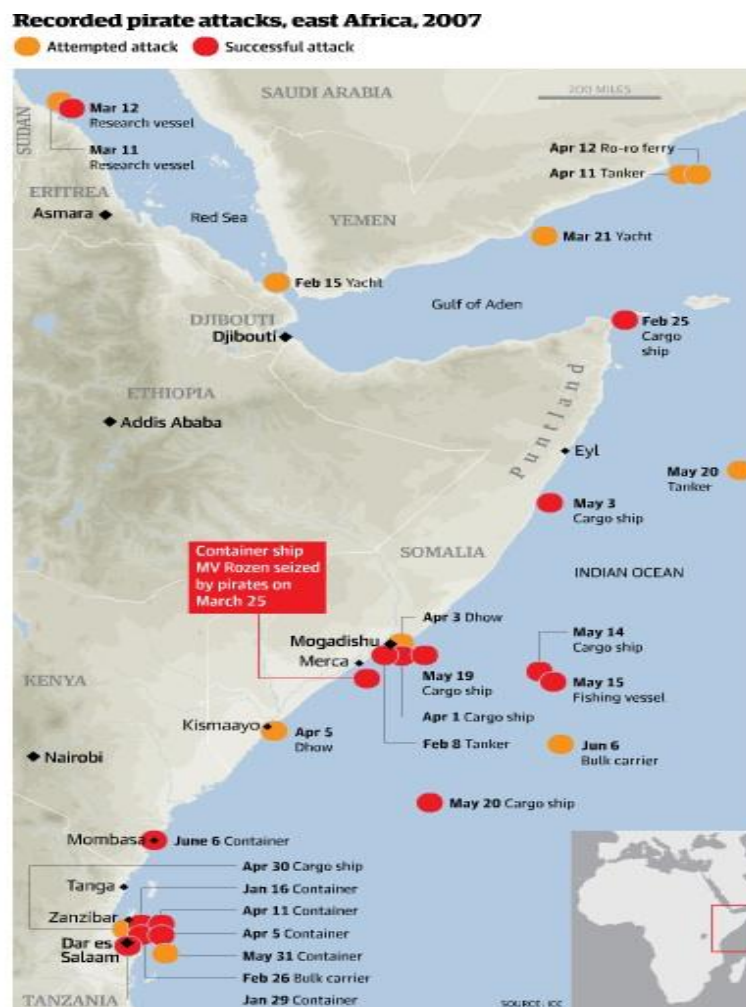 Recorded pirate attacks, east Africa, 2007
Attempted attack
Successful attack
SAUDI ARABIA
200 MILES
SUDAN
Mar 12
Research vessel
Mar 11
Research vessel
Apr 12 Ro-ro ferry
Apr 11 Tanker
ERITREA
Asmara
Red Sea
YEMEN
Mar 21 Yacht
Feb 15 Yacht
Gulf of Aden
DJIBOUTI
Djibouti
Feb 25
Cargo
ship
ETHIOPIA
Addis Ababa
Puntland
Eyl
May 20
Tanker
May 3
Cargo ship
SOMALIA
INDIAN OCEAN
Container ship
MV Rozen seized
by pirates on
March 25
Apr 3 Dhow
Mogadishu
Merca
May 14
Cargo ship
May 19
Cargo ship
May 15
Fishing vessel
KENYA
Apr 1 Cargo ship
Kismaayo
Apr 5
Dhow
Feb 8 Tanker
Jun 6
Bulk carrier
Nairobi
May 20 Cargo ship
Mombasa
June 6 Container
Apr 30 Cargo ship
Tanga
Jan 16 Container
Zanzibar
Apr 11 Container
Apr 5 Container
Dar es
Salaam
May 31 Container
Feb 26 Bulk carrier
Jan 29 Container
TANZANIA
SOURCE: ICC